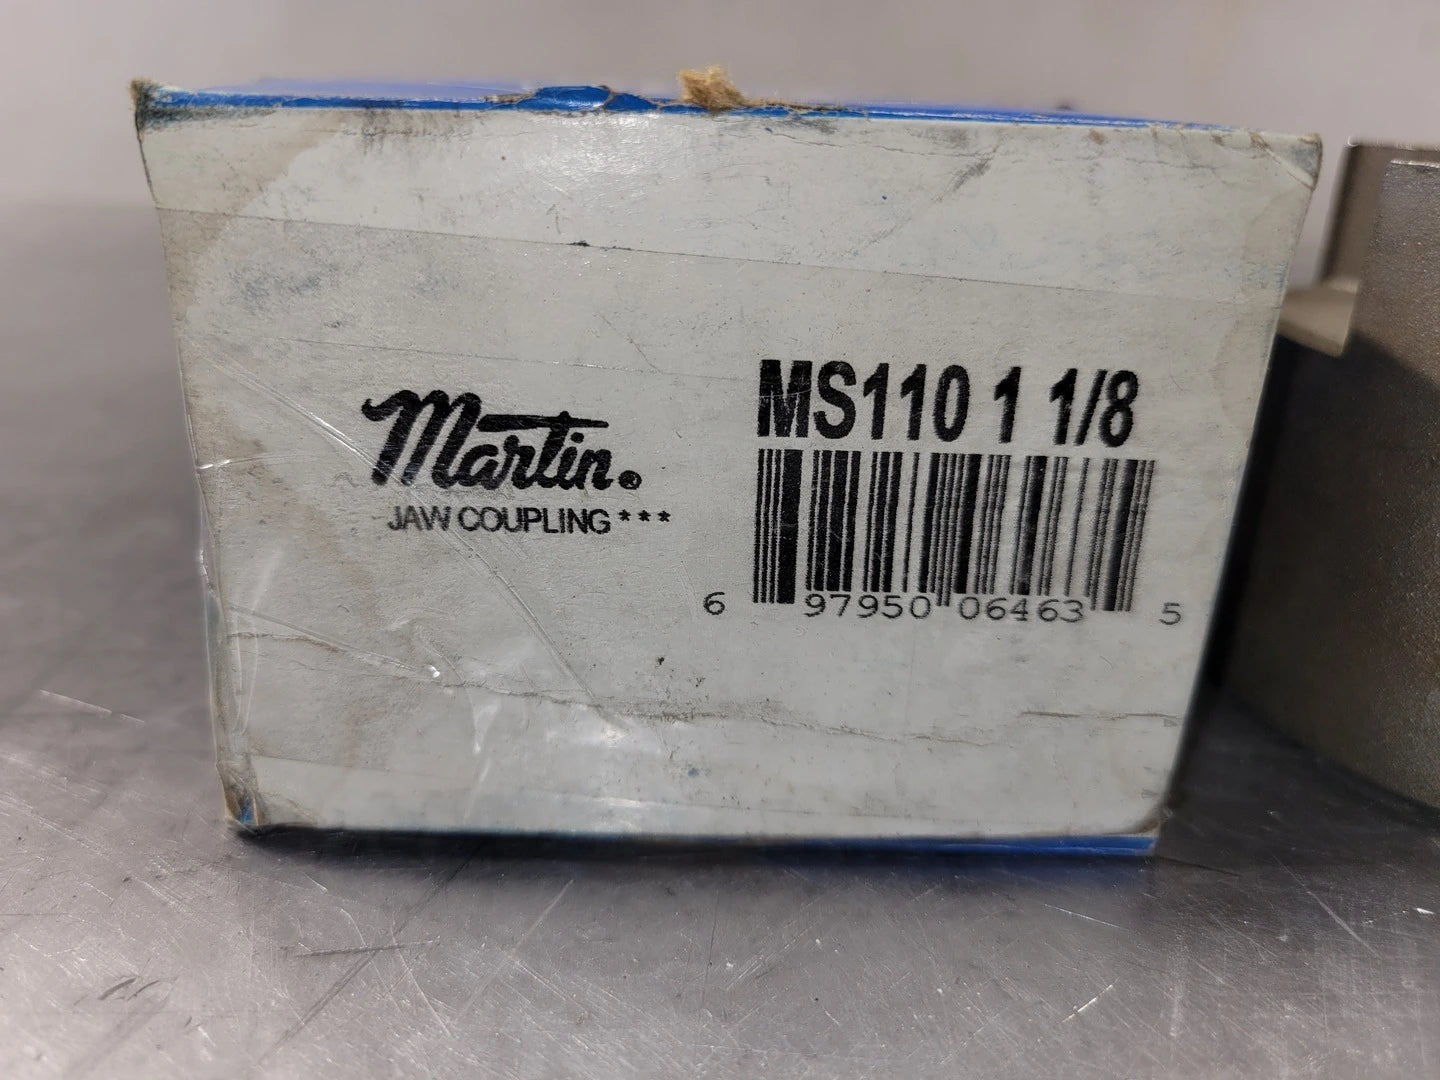 Martin®
JAW COUPLING***
MS110 1 1/8
6 97950 06463 5